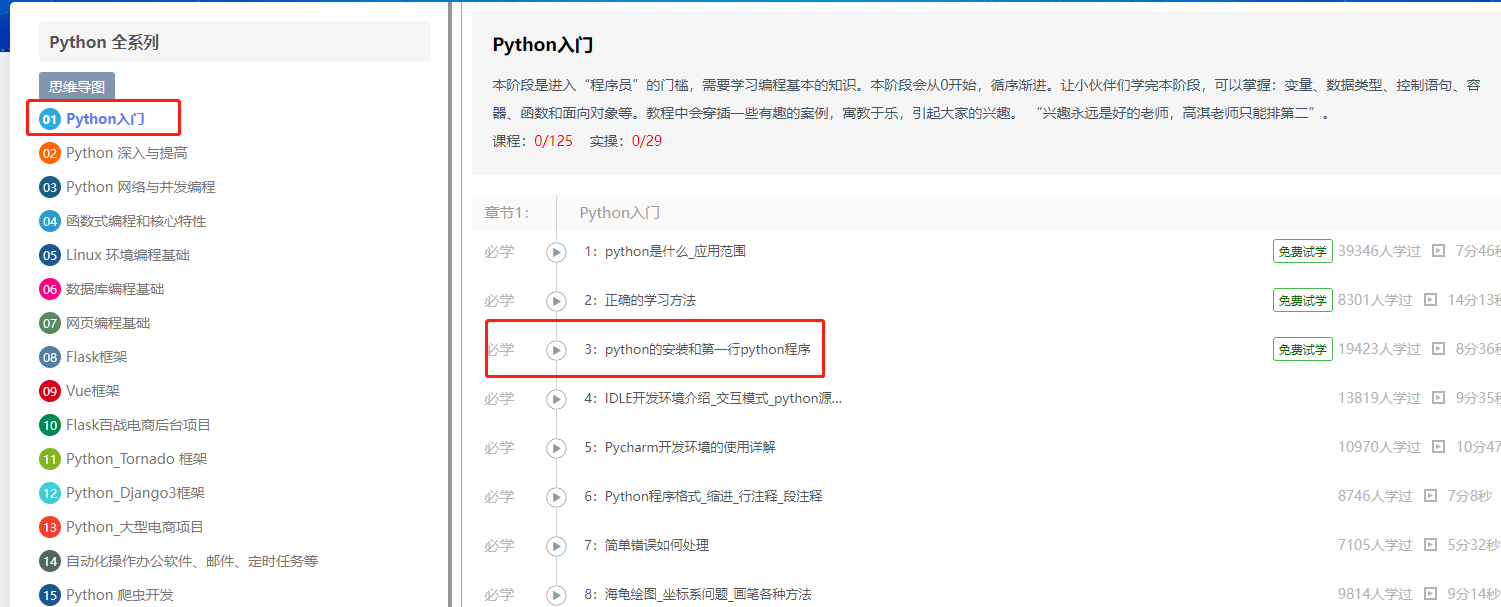 Python 全系列
思维导图
01 Python入门
02 Python 深入与提高
03 Python 网络与并发编程
04 函数式编程和核心特性
05 Linux 环境编程基础
06 数据库编程基础
07 网页编程基础
08 Flask框架
09 Vue框架
10 Flask百战电商后台项目
11 Python_Tornado 框架
12 Python_Django3框架
13 Python_大型电商项目
14 自动化操作办公软件、邮件、定时任务等
15 Python 爬虫开发
Python入门
本阶段是进入“程序员”的门槛，需要学习编程基本的知识。本阶段会从0开始，循序渐进。让小伙伴们学完本阶段，可以掌握：变量、数据类型、控制语句、容
器、函数和面向对象等。教程中会穿插一些有趣的案例，寓教于乐，引起大家的兴趣。 “兴趣永远是好的老师，高淇老师只能排第二”。
课程：0/125 实操：0/29
章节1： Python入门
必学 1：python是什么_应用范围 免费试学 39346人学过 7分46秒
必学 2：正确的学习方法 免费试学 8301人学过 14分13秒
必学 3：python的安装和第一行python程序 免费试学 19423人学过 8分36秒
必学 4：IDLE开发环境介绍_交互模式_python源... 13819人学过 9分35秒
必学 5：Pycharm开发环境的使用详解 10970人学过 10分47
必学 6：Python程序格式_缩进_行注释_段注释 8746人学过 7分8秒
必学 7：简单错误如何处理 7105人学过 5分32秒
必学 8：海龟绘图_坐标系问题_画笔各种方法 9814人学过 9分14秒